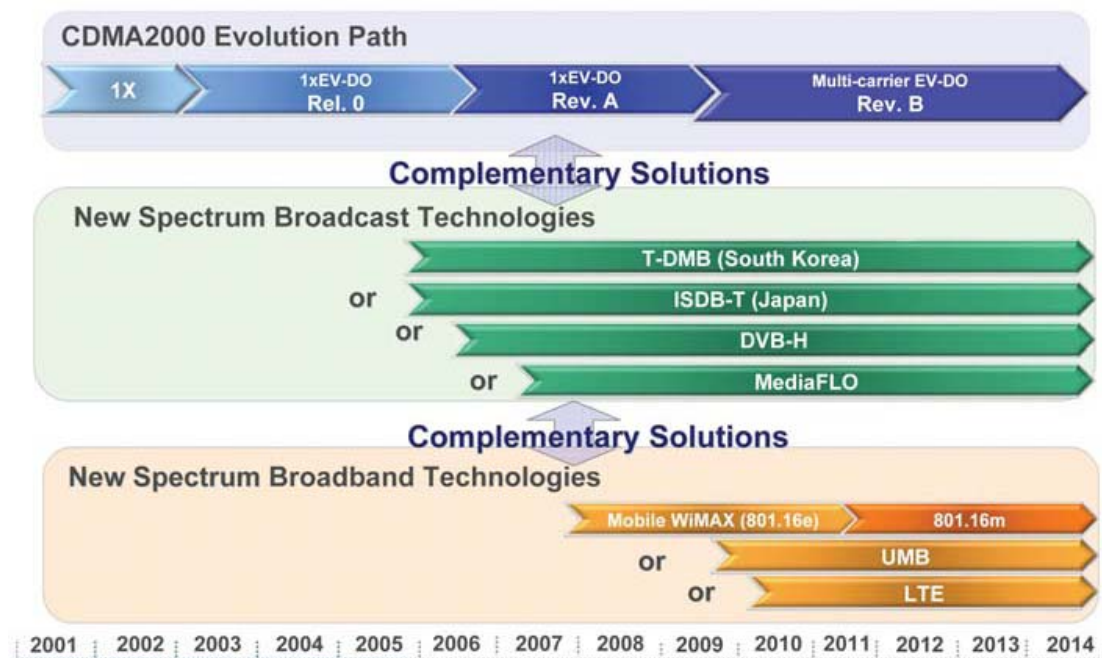 CDMA2000 Evolution Path
1X
1xEV-DO
Rel. 0
1xEV-DO
Rev. A
Multi-carrier EV-DO
Rev. B
Complementary Solutions
New Spectrum Broadcast Technologies
T-DMB (South Korea)
or
ISDB-T (Japan)
or
DVB-H
or
MediaFLO
Complementary Solutions
New Spectrum Broadband Technologies
Mobile WiMAX (801.16e)
801.16m
or
UMB
or
LTE
2001 2002 2003 2004 2005 2006 2007 2008 2009 2010 2011 2012 2013 2014